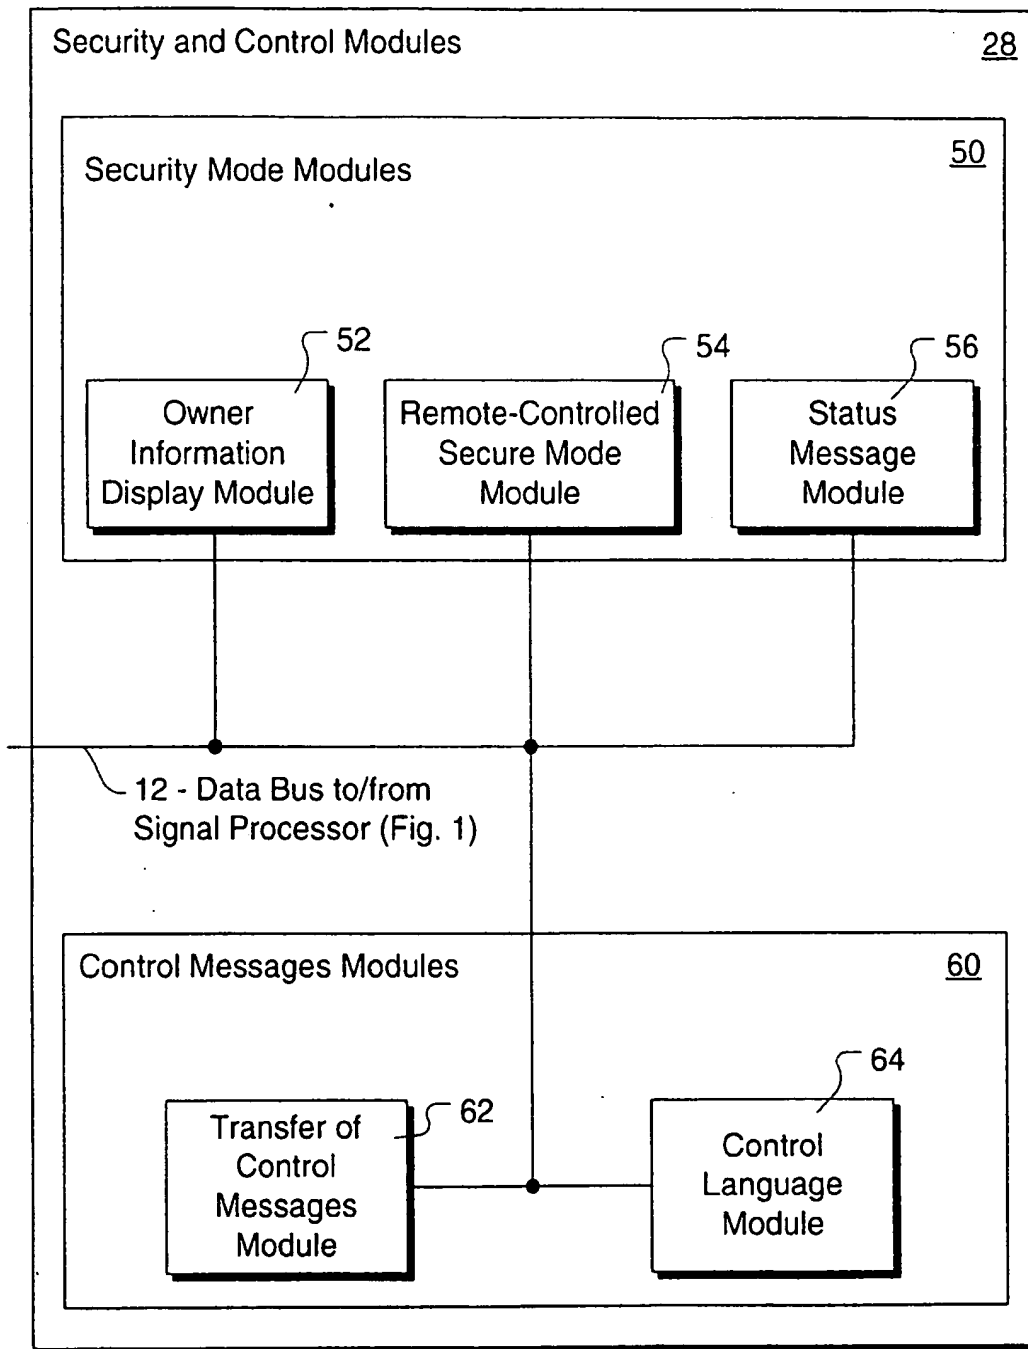 Security and Control Modules
28
Security Mode Modules
50
52
54
56
Owner
Information
Display Module
Remote-Controlled
Secure Mode
Module
Status
Message
Module
12 - Data Bus to/from
Signal Processor (Fig. 1)
Control Messages Modules
60
62
64
Transfer of
Control
Messages
Module
Control
Language
Module